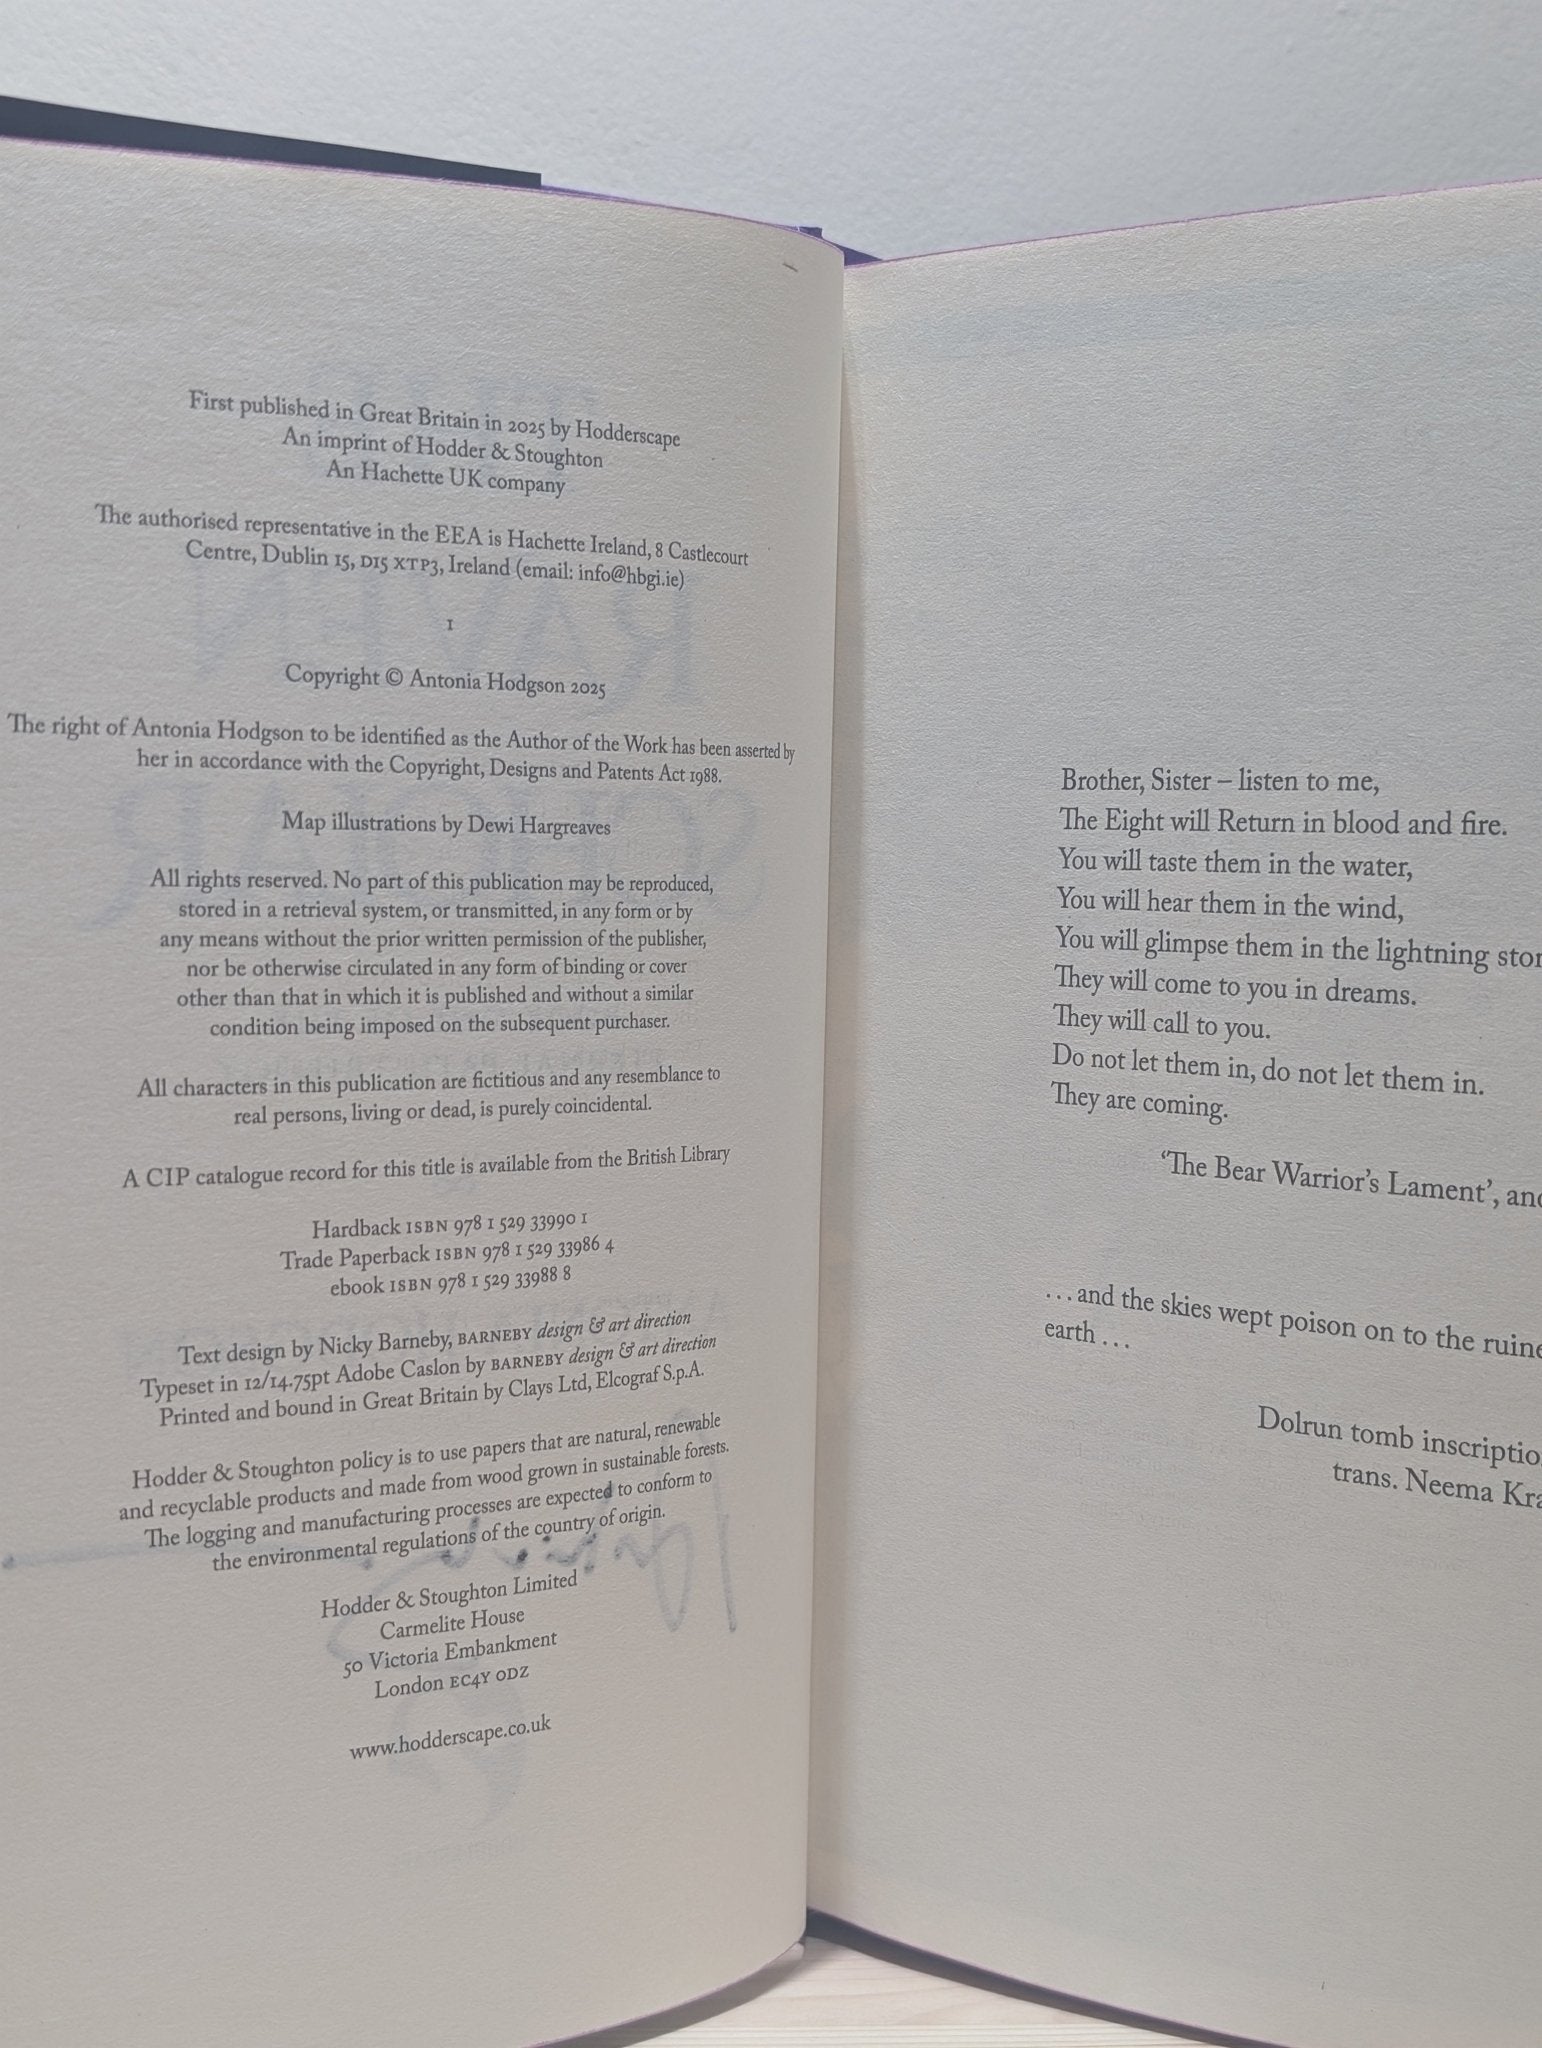 First published in Great Britain in 2025 by Hodderscape
An imprint of Hodder & Stoughton
An Hachette UK company
The authorised representative in the EEA is Hachette Ireland, 8 Castlecourt
Centre, Dublin 15, D15 XTP3, Ireland (email: info@hbgi.ie)
1
Copyright © Antonia Hodgson 2025
The right of Antonia Hodgson to be identified as the Author of the Work has been asserted by
her in accordance with the Copyright, Designs and Patents Act 1988.
Map illustrations by Dewi Hargreaves
All rights reserved. No part of this publication may be reproduced,
stored in a retrieval system, or transmitted, in any form or by
any means without the prior written permission of the publisher,
nor be otherwise circulated in any form of binding or cover
other than that in which it is published and without a similar
condition being imposed on the subsequent purchaser.
All characters in this publication are fictitious and any resemblance to
real persons, living or dead, is purely coincidental.
A CIP catalogue record for this title is available from the British Library
Hardback ISBN 978 1 529 33990 1
Trade Paperback ISBN 978 1 529 33986 4
ebook ISBN 978 1 529 33988 8
Text design by Nicky Barneby, BARNEBY design & art direction
Typeset in 12/14.75pt Adobe Caslon by BARNEBY design & art direction
Printed and bound in Great Britain by Clays Ltd, Elcograf S.p.A.
Hodder & Stoughton policy is to use papers that are natural, renewable
and recyclable products and made from wood grown in sustainable forests.
The logging and manufacturing processes are expected to conform to
the environmental regulations of the country of origin.
Hodder & Stoughton Limited
Carmelite House
50 Victoria Embankment
London EC4Y 0DZ
www.hodderscape.co.uk
Brother, Sister – listen to me,
The Eight will Return in blood and fire.
You will taste them in the water,
You will hear them in the wind,
You will glimpse them in the lightning
They will come to you in dreams.
They will call to you.
Do not let them in, do not let them in.
They are coming.
‘The Bear Warrior’s Lament’,
…and the skies wept poison on to the
earth…
Dolrun tomb
trans. Neema